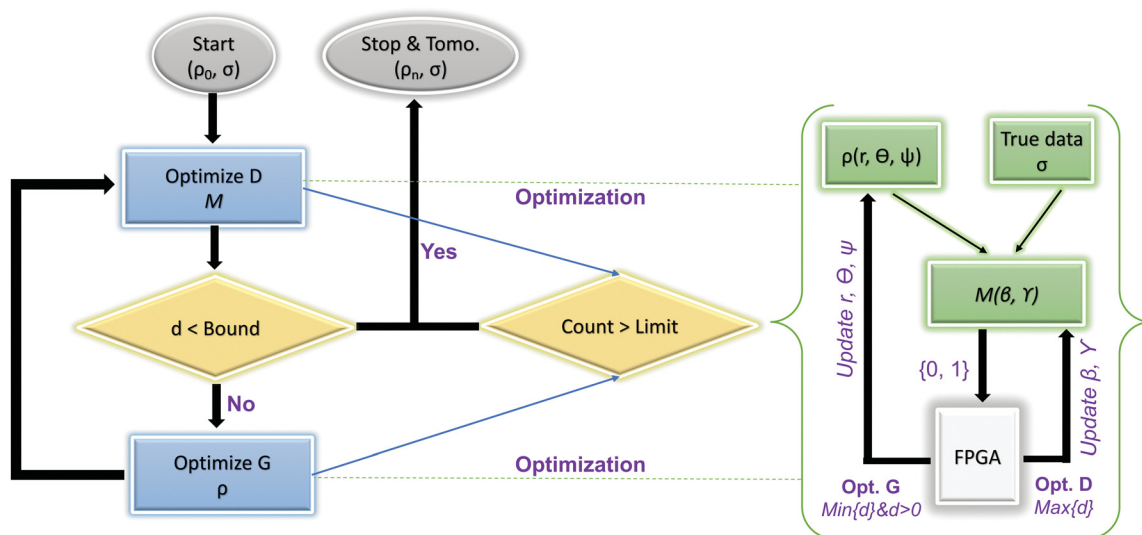 Start
(ρ₀, σ)
Stop & Tomo.
(ρₙ, σ)
Optimize D
M
Optimization
Yes
d < Bound
Count > Limit
No
Optimize G
ρ
Optimization
ρ(r, Ɵ, ψ)
True data
σ
M(β, ϒ)
Update r, Ɵ, ψ
{0, 1}
Update β, ϒ
FPGA
Opt. G
Min{d}&d>0
Opt. D
Max{d}